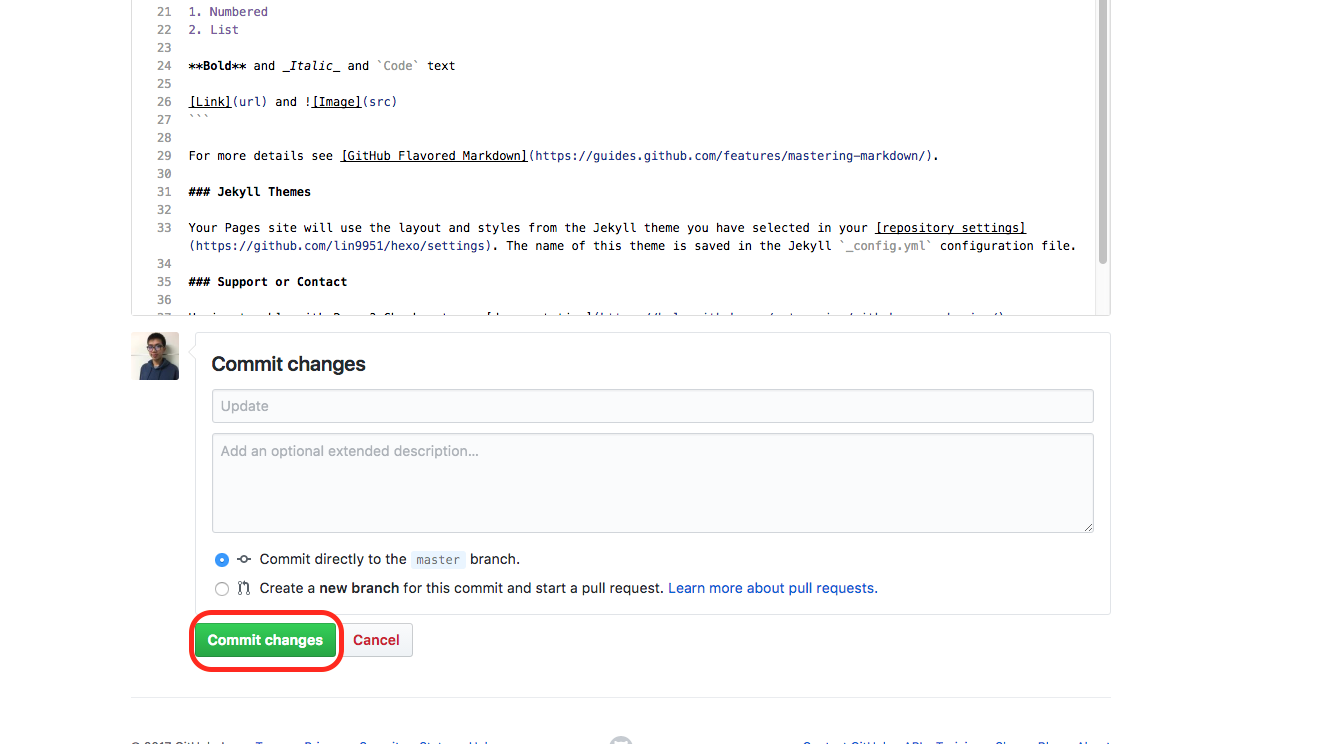 21 1. Numbered
22 2. List
23
24 **Bold** and _Italic_ and `Code` text
25
26 [Link](url) and ![Image](src)
27 ```
28
29 For more details see [GitHub Flavored Markdown](https://guides.github.com/features/mastering-markdown/).
30
31 ### Jekyll Themes
32
33 Your Pages site will use the layout and styles from the Jekyll theme you have selected in your [repository settings]
(https://github.com/lin9951/hexo/settings). The name of this theme is saved in the Jekyll `_config.yml` configuration file.
34
35 ### Support or Contact
36
Commit changes
Update
Add an optional extended description...
Commit directly to the master branch.
Create a new branch for this commit and start a pull request. Learn more about pull requests.
Commit changes Cancel